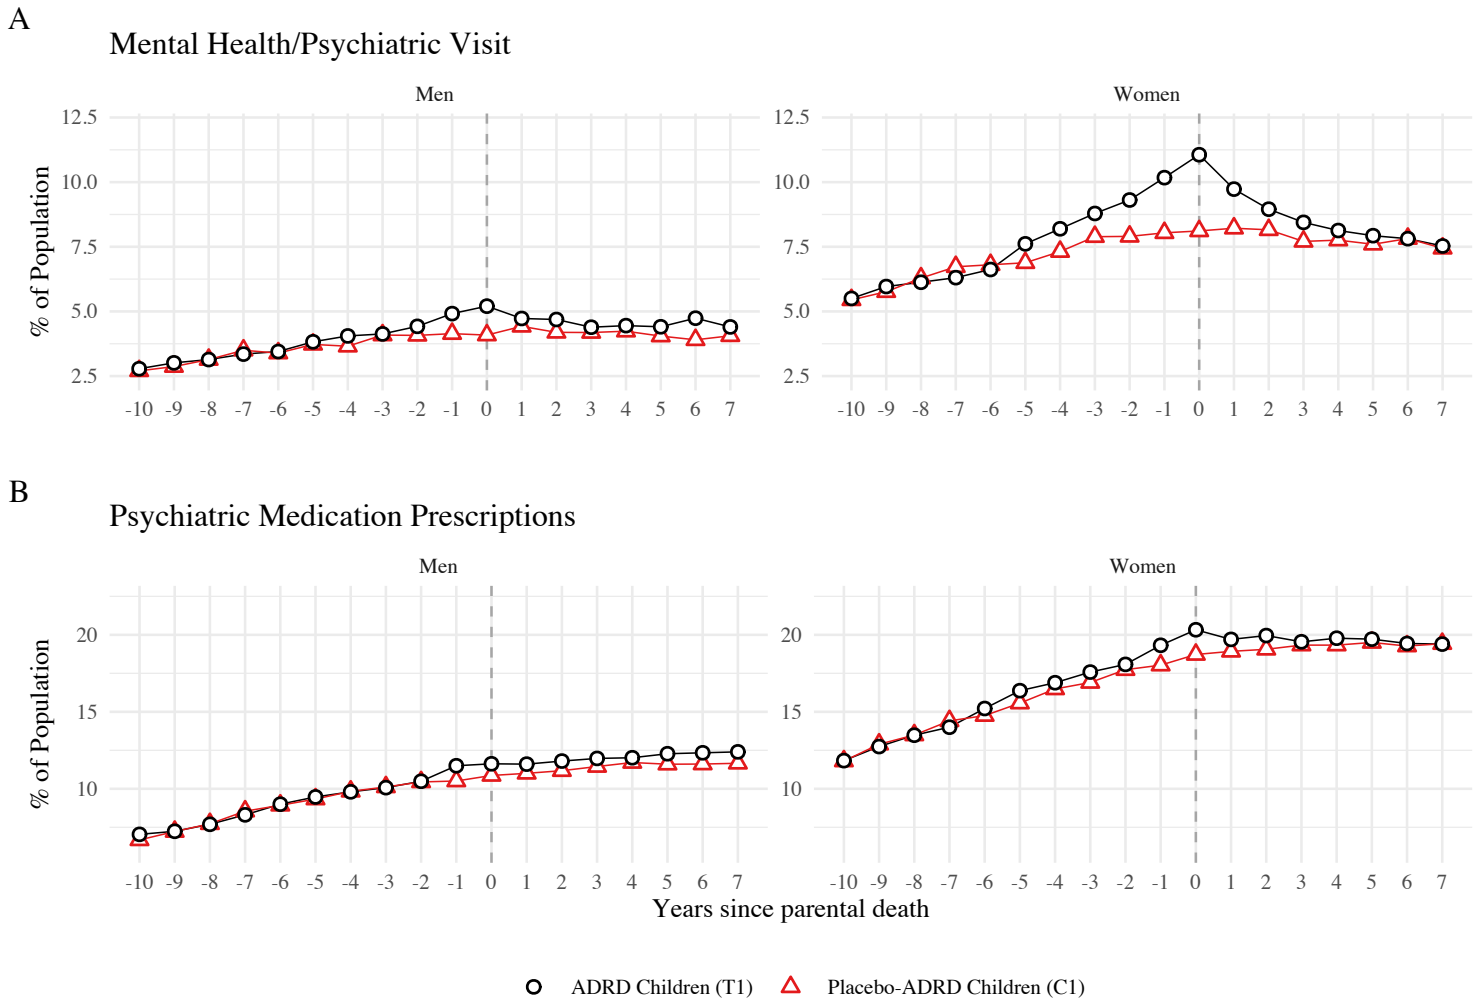 A
Mental Health/Psychiatric Visit
Men
Women
% of Population
12.5
10.0
7.5
5.0
2.5
-10 -9 -8 -7 -6 -5 -4 -3 -2 -1 0 1 2 3 4 5 6 7
12.5
10.0
7.5
5.0
2.5
-10 -9 -8 -7 -6 -5 -4 -3 -2 -1 0 1 2 3 4 5 6 7
B
Psychiatric Medication Prescriptions
Men
Women
% of Population
20
15
10
-10 -9 -8 -7 -6 -5 -4 -3 -2 -1 0 1 2 3 4 5 6 7
20
15
10
-10 -9 -8 -7 -6 -5 -4 -3 -2 -1 0 1 2 3 4 5 6 7
Years since parental death
ADRD Children (T1)
Placebo-ADRD Children (C1)